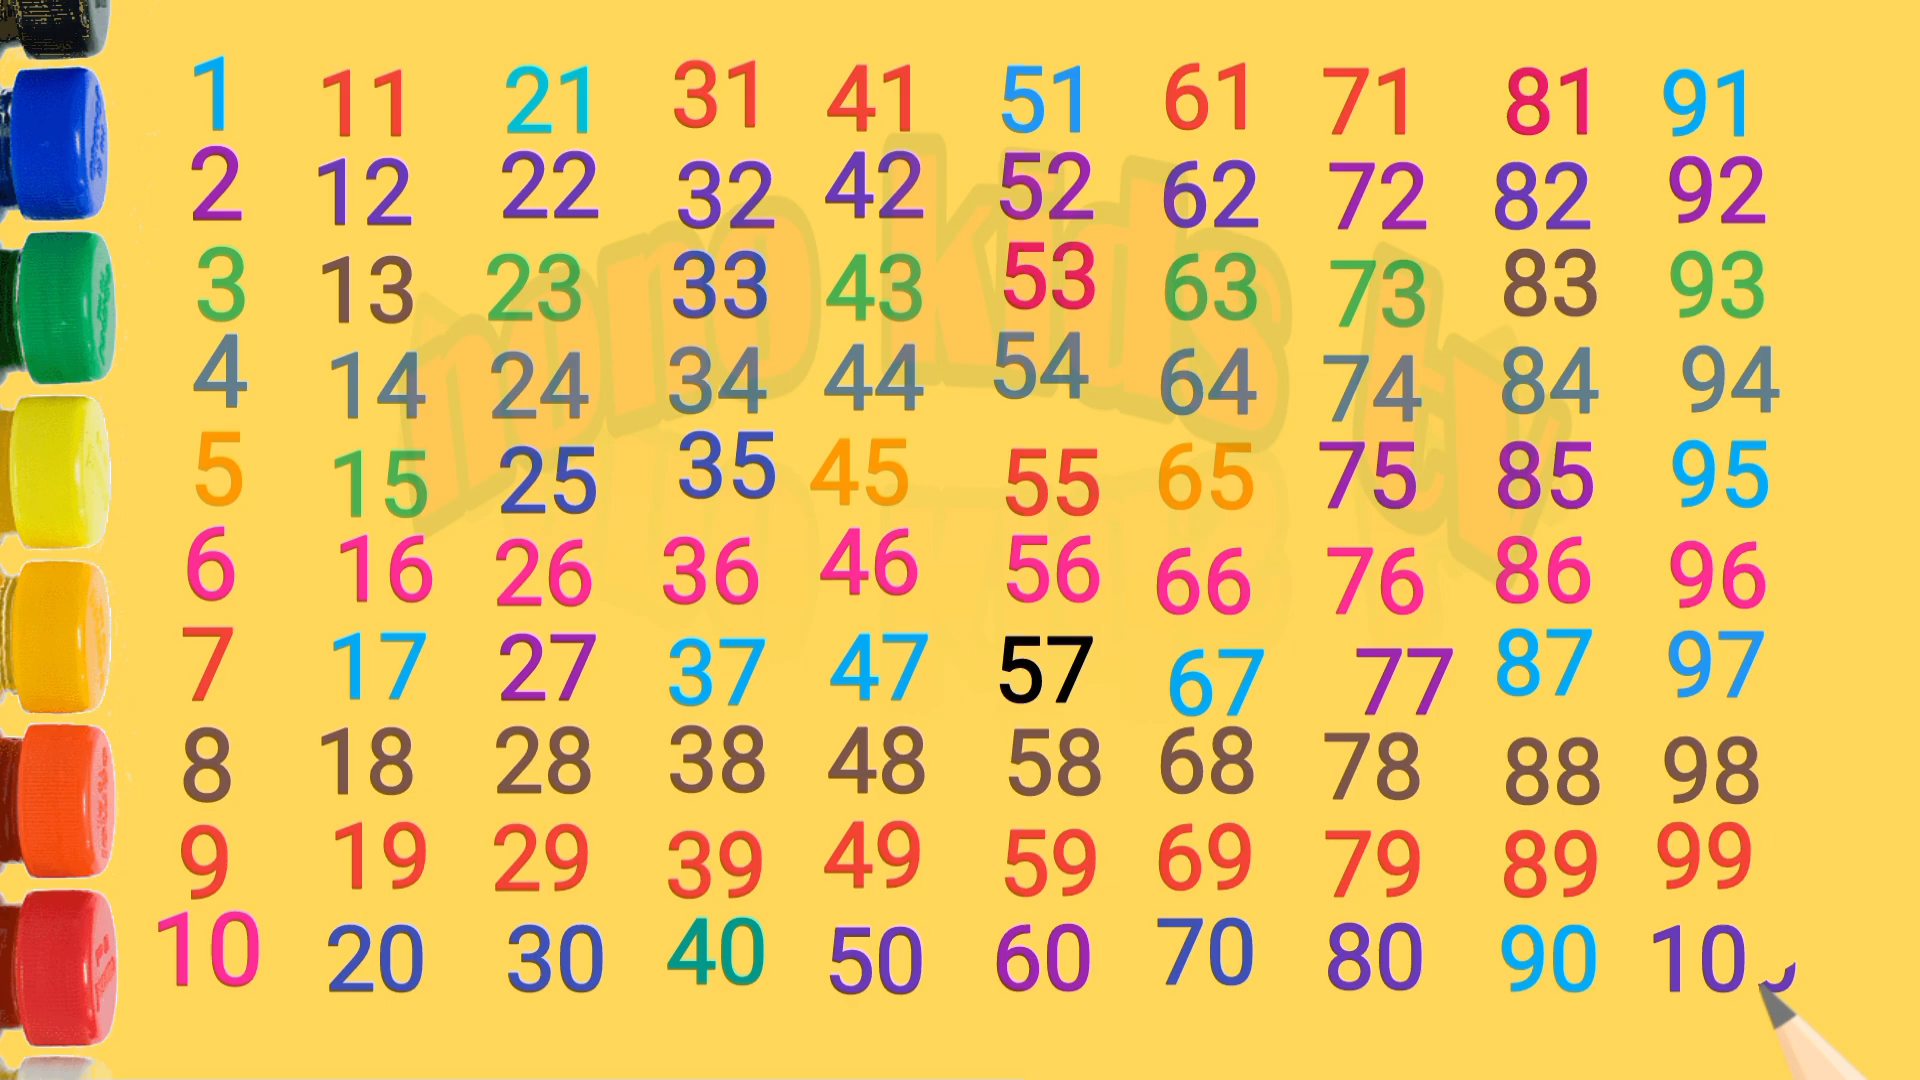 1 11 21 31 41 51 61 71 81 91
2 12 22 32 42 52 62 72 82 92
3 13 23 33 43 53 63 73 83 93
4 14 24 34 44 54 64 74 84 94
5 15 25 35 45 55 65 75 85 95
6 16 26 36 46 56 66 76 86 96
7 17 27 37 47 57 67 77 87 97
8 18 28 38 48 58 68 78 88 98
9 19 29 39 49 59 69 79 89 99
10 20 30 40 50 60 70 80 90 10
nono kids tv